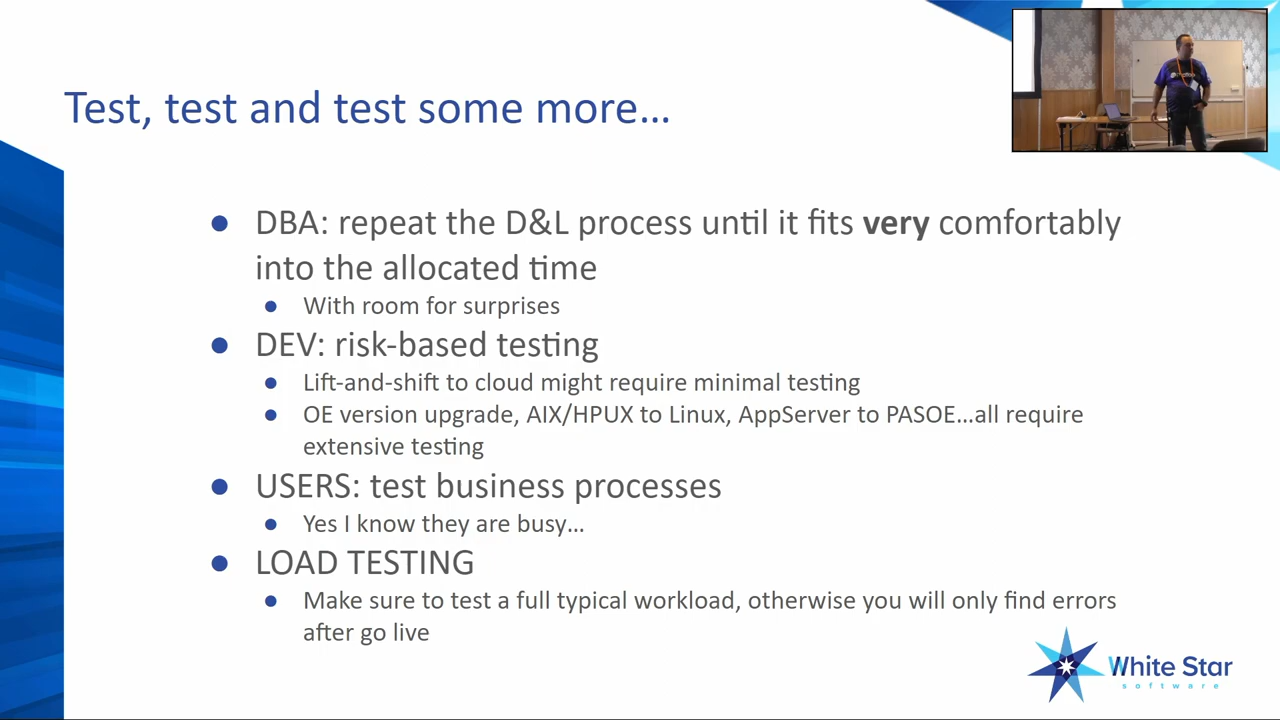 Test, test and test some more…
DBA: repeat the D&L process until it fits very comfortably
into the allocated time
With room for surprises
DEV: risk-based testing
Lift-and-shift to cloud might require minimal testing
OE version upgrade, AIX/HPUX to Linux, AppServer to PASOE…all require
extensive testing
USERS: test business processes
Yes I know they are busy…
LOAD TESTING
Make sure to test a full typical workload, otherwise you will only find errors
after go live
White Star
software